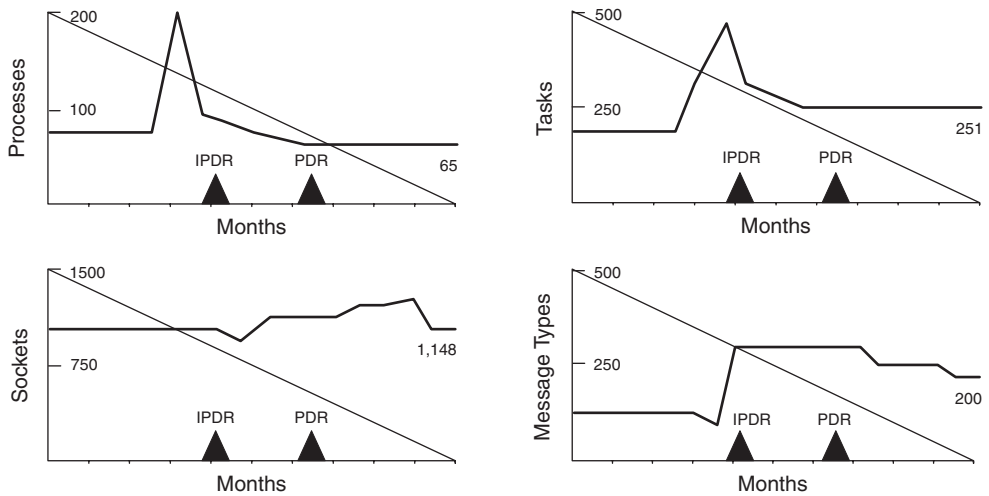 Processes
200
100
IPDR
PDR
65
Months
Tasks
500
250
IPDR
PDR
251
Months
Sockets
1500
750
IPDR
PDR
1,148
Months
Message Types
500
250
IPDR
PDR
200
Months